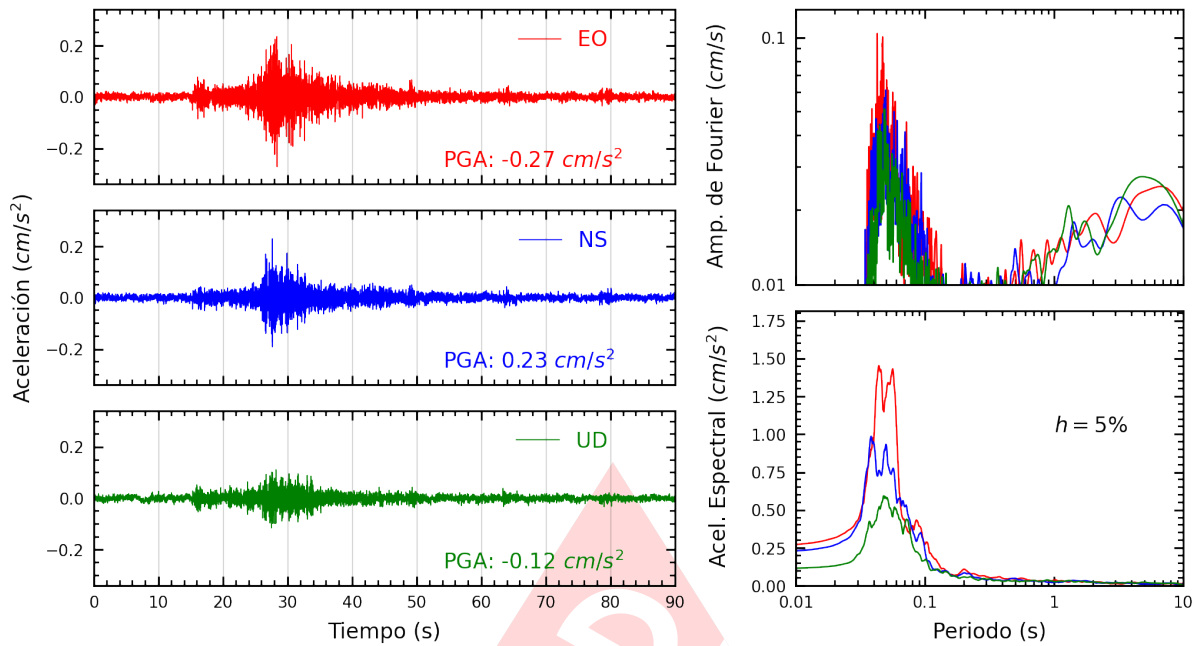 Aceleración (cm/s²)
0.2
0.0
−0.2
EO
PGA: -0.27 cm/s²
0.2
0.0
−0.2
NS
PGA: 0.23 cm/s²
0.2
0.0
−0.2
UD
PGA: -0.12 cm/s²
0 10 20 30 40 50 60 70 80 90
Tiempo (s)
Amp. de Fourier (cm/s)
0.1
0.01
Acel. Espectral (cm/s²)
1.75
1.50
1.25
1.00
0.75
0.50
0.25
0.00
h = 5%
0.01 0.1 1 10
Periodo (s)